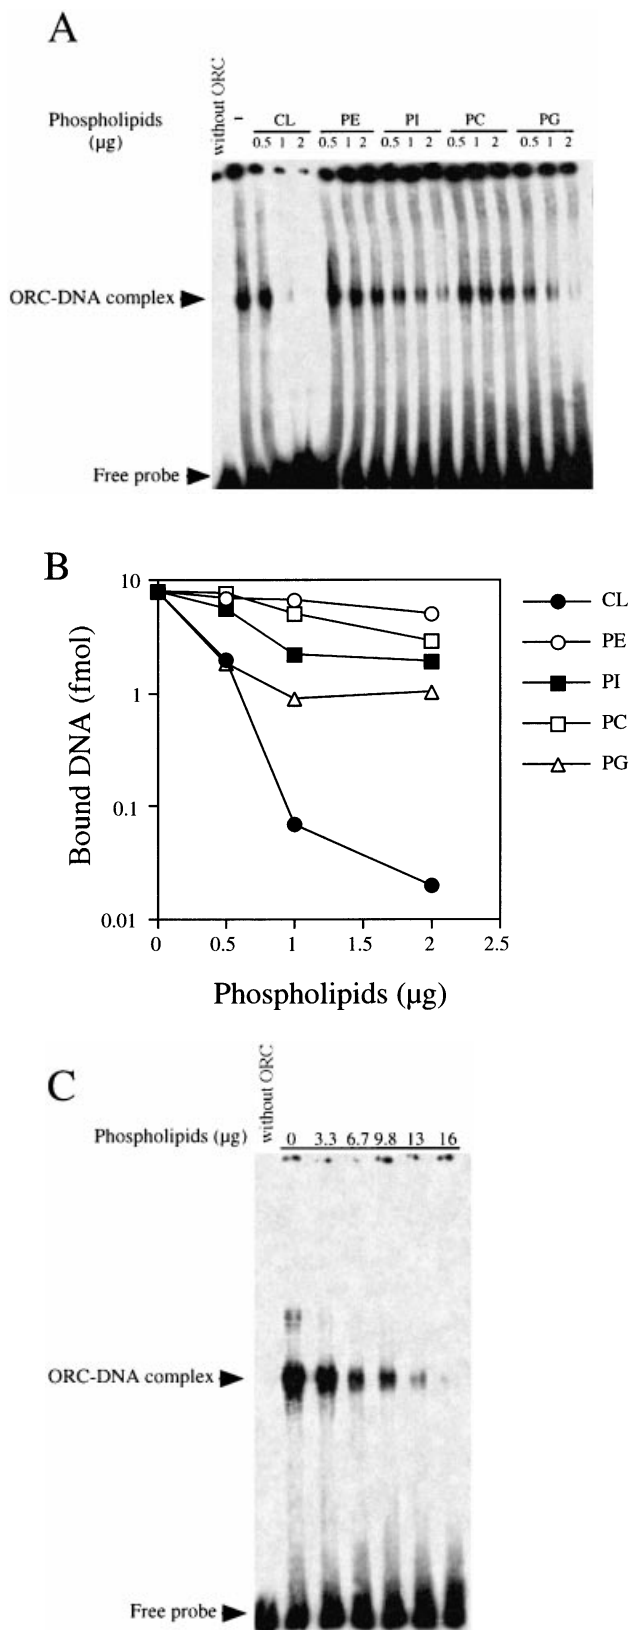 A
without ORC
Phospholipids
(µg)
– CL PE PI PC PG
0.5 1 2 0.5 1 2 0.5 1 2 0.5 1 2 0.5 1 2
ORC-DNA complex
Free probe
B
10
1
0.1
0.01
Bound DNA (fmol)
0 0.5 1 1.5 2 2.5
Phospholipids (µg)
CL
PE
PI
PC
PG
C
without ORC
Phospholipids (µg) 0 3.3 6.7 9.8 13 16
ORC-DNA complex
Free probe